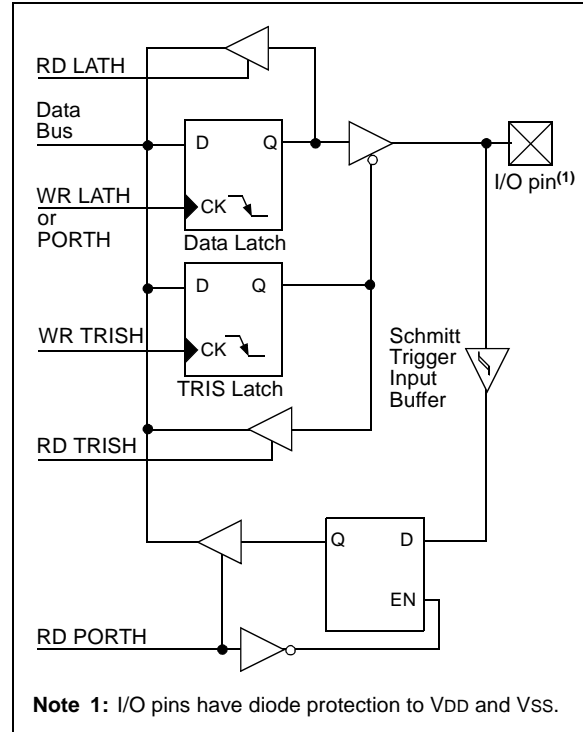 RD LATH
Data
Bus
D Q
I/O pin(1)
WR LATH
or
PORTH
CK
Data Latch
D Q
WR TRISH
CK
TRIS Latch
Schmitt
Trigger
Input
Buffer
RD TRISH
Q D
EN
RD PORTH
Note 1: I/O pins have diode protection to VDD and VSS.